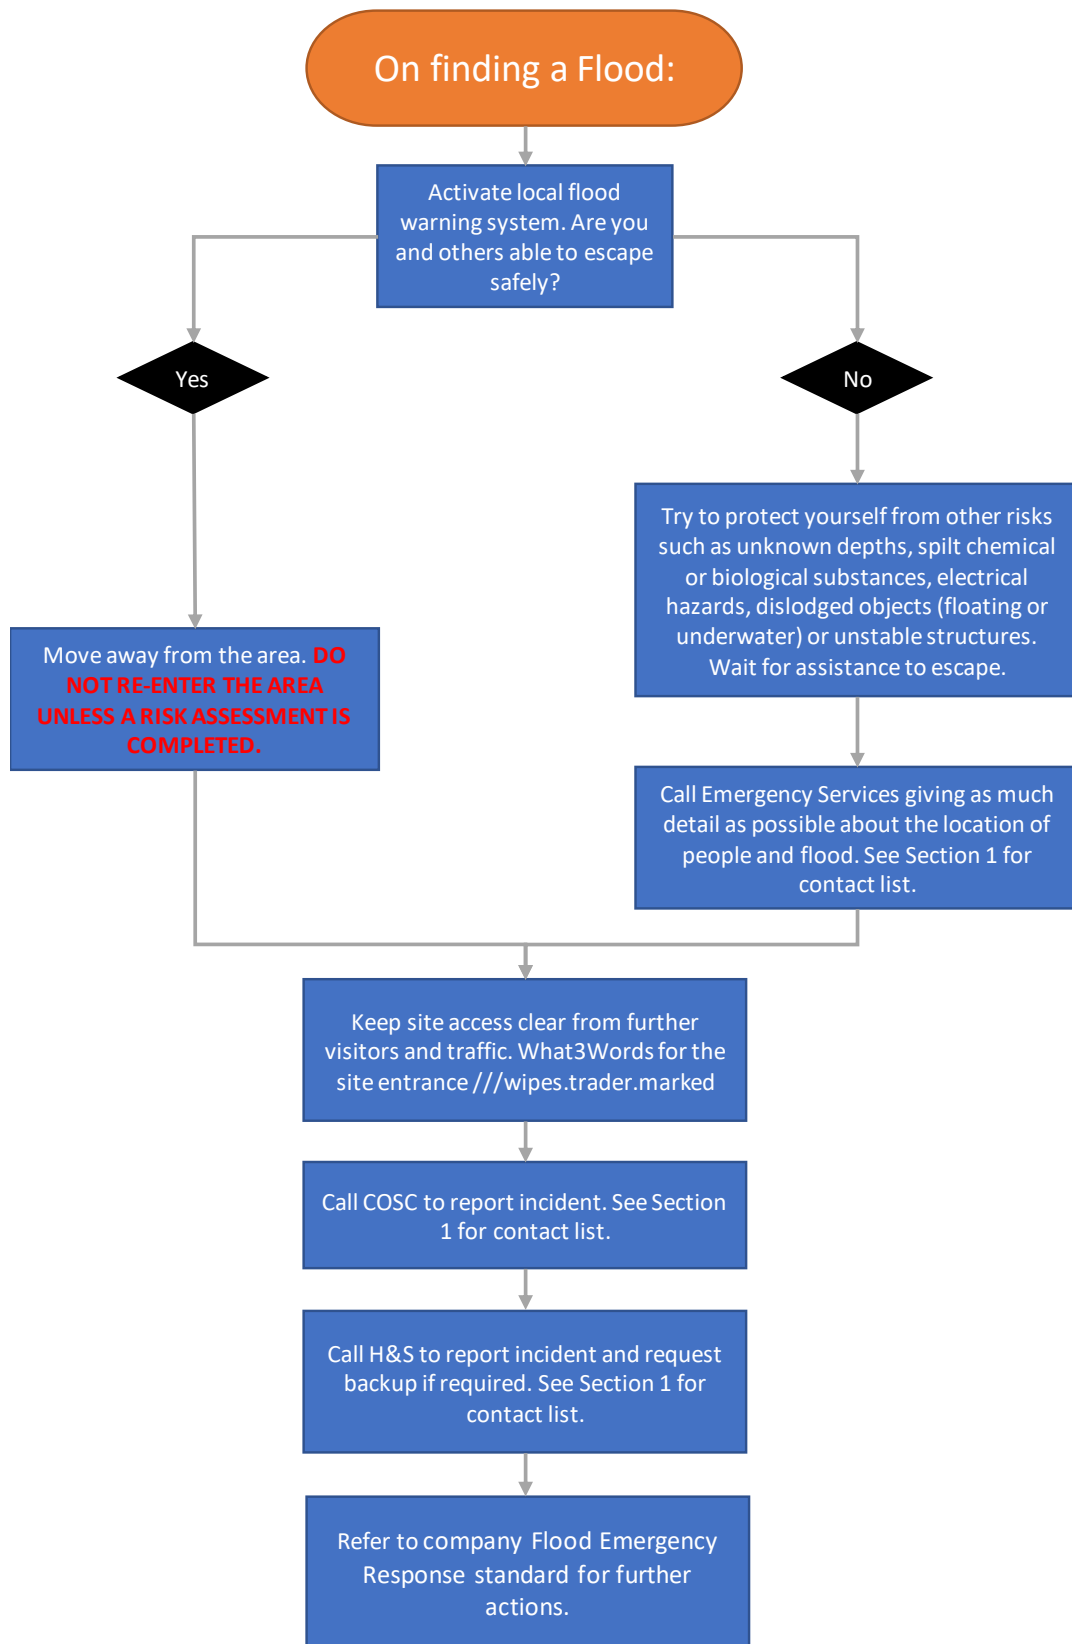 On finding a Flood:
Activate local flood
warning system. Are you
and others able to escape
safely?
Yes
No
Try to protect yourself from other risks
such as unknown depths, spilt chemical
or biological substances, electrical
hazards, dislodged objects (floating or
underwater) or unstable structures.
Wait for assistance to escape.
Move away from the area. DO
NOT RE-ENTER THE AREA
UNLESS A RISK ASSESSMENT IS
COMPLETED.
Call Emergency Services giving as much
detail as possible about the location of
people and flood. See Section 1 for
contact list.
Keep site access clear from further
visitors and traffic. What3Words for the
site entrance ///wipes.trader.marked
Call COSC to report incident. See Section
1 for contact list.
Call H&S to report incident and request
backup if required. See Section 1 for
contact list.
Refer to company Flood Emergency
Response standard for further
actions.